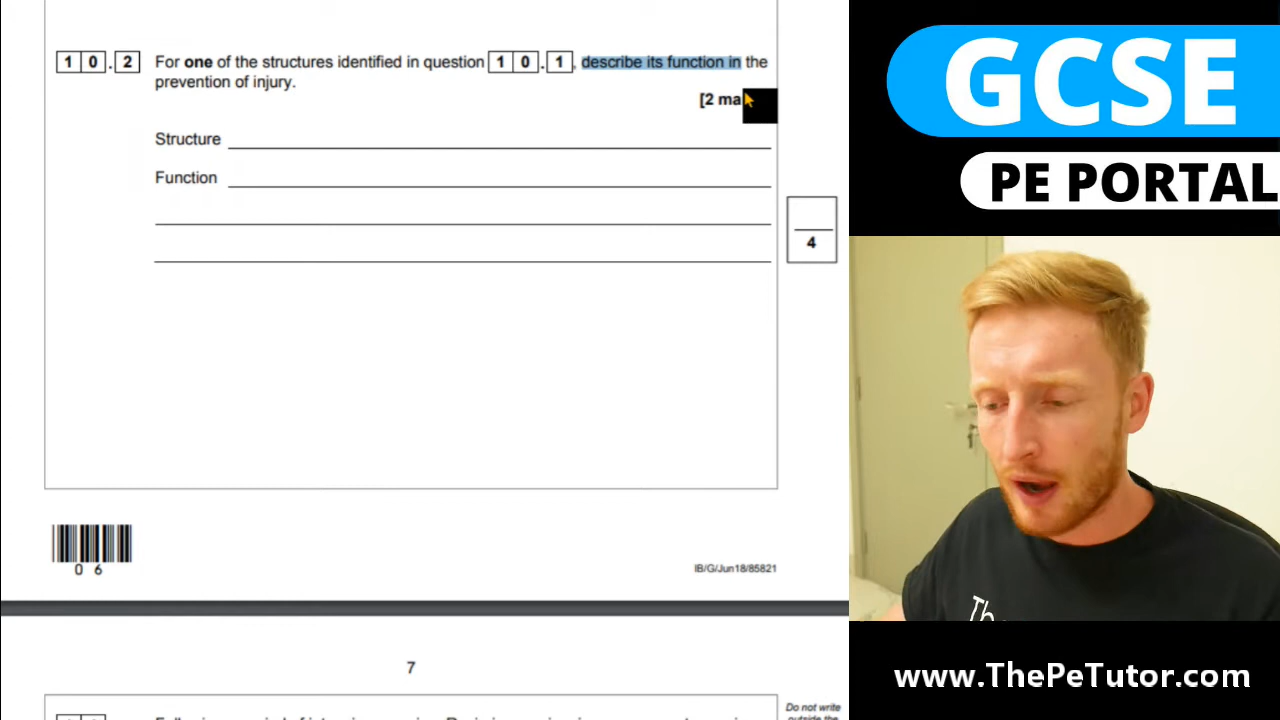 1 0 . 2 For one of the structures identified in question 1 0 . 1 , describe its function in the
prevention of injury.
[2 ma
Structure
Function
4
0 6
IB/G/Jun18/85821
7
Do not write
outside the
GCSE
PE PORTAL
Th
www.ThePeTutor.com